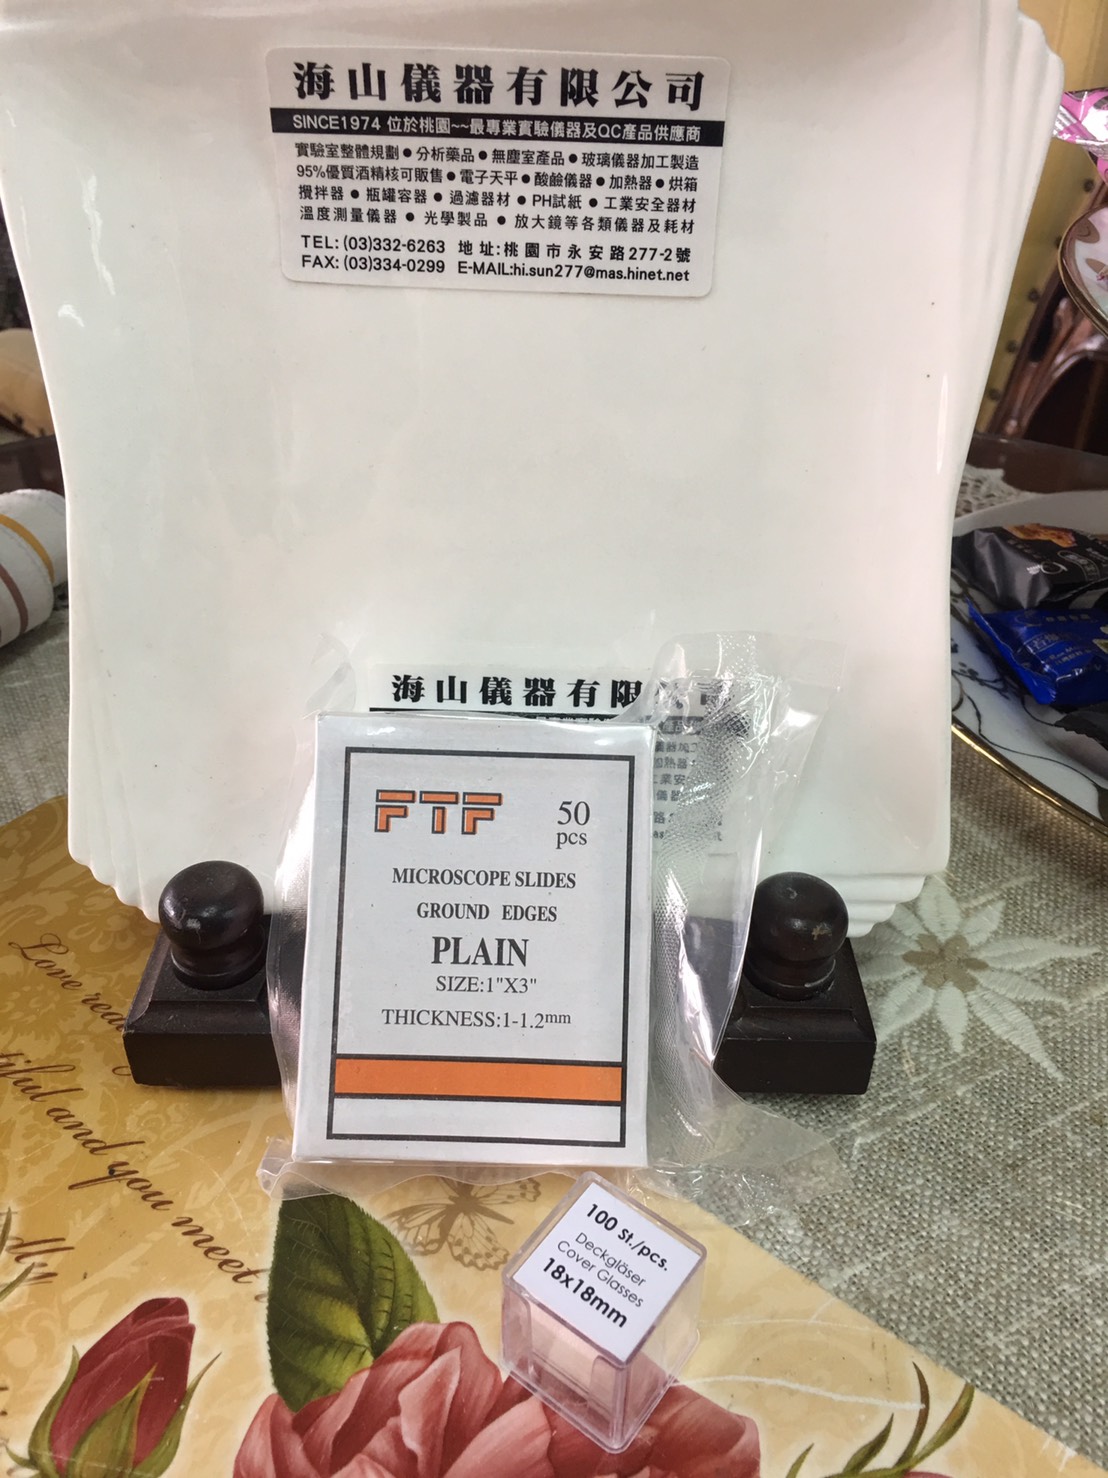 海山儀器有限公司
SINCE1974 位於桃園~~最專業實驗儀器及QC產品供應商
實驗室整體規劃●分析藥品●無塵室產品●玻璃儀器加工製造
95%優質酒精核可販售●電子天平●酸鹼儀器●加熱器●烘箱
攪拌器●瓶罐容器●過濾器材●PH試紙●工業安全器材
溫度測量儀器●光學製品●放大鏡等各類儀器及耗材
TEL: (03)332-6263 地址:桃園市永安路277-2號
FAX: (03)334-0299 E-MAIL:hi.sun277@mas.hinet.net
海山儀器有限
FTF
50
pcs
MICROSCOPE SLIDES
GROUND EDGES
PLAIN
SIZE:1"X3"
THICKNESS:1-1.2mm
100 St./pcs.
Deckgläser
Cover Glasses
18x18mm
Love
and you meet